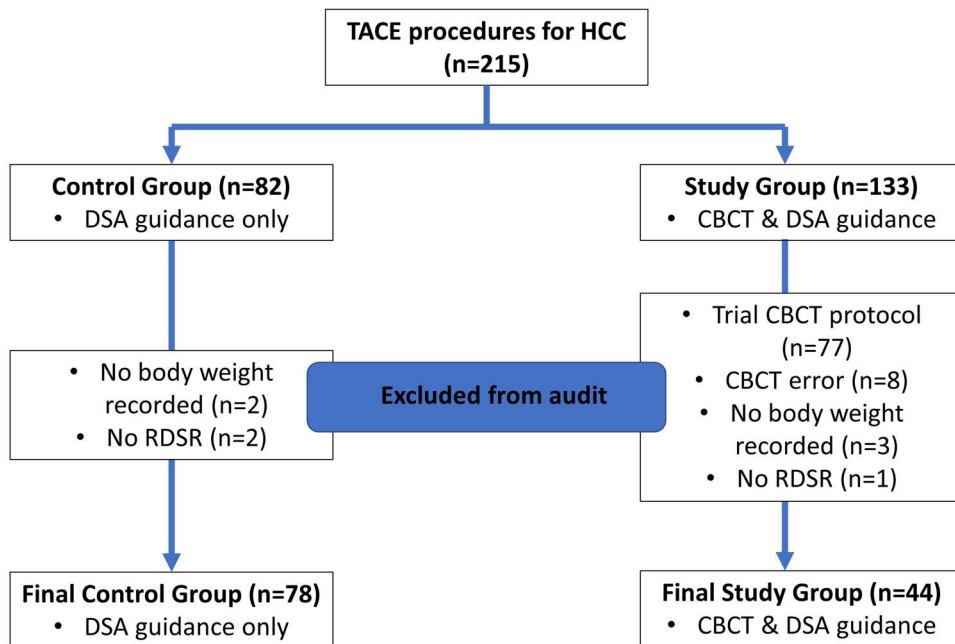 TACE procedures for HCC
(n=215)
Control Group (n=82)
• DSA guidance only
Study Group (n=133)
• CBCT & DSA guidance
• No body weight
recorded (n=2)
• No RDSR (n=2)
Excluded from audit
• Trial CBCT protocol
(n=77)
• CBCT error (n=8)
• No body weight
recorded (n=3)
• No RDSR (n=1)
Final Control Group (n=78)
• DSA guidance only
Final Study Group (n=44)
• CBCT & DSA guidance